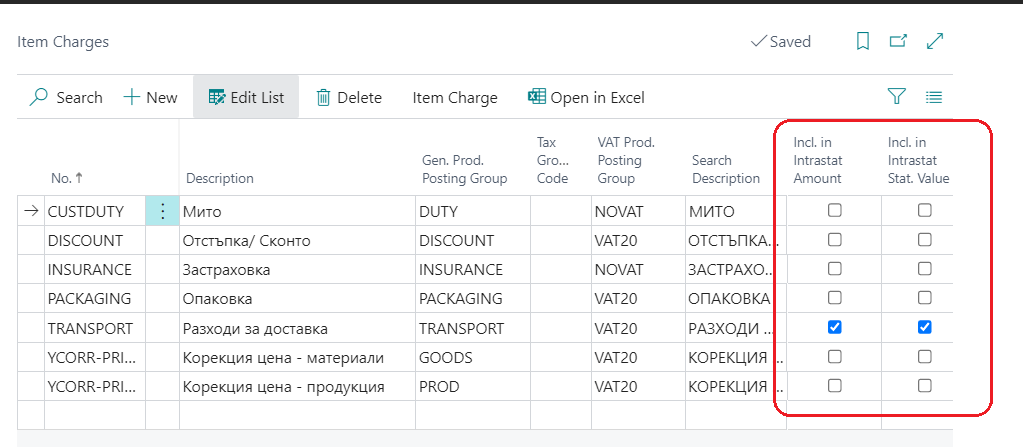 Item Charges
Saved
Search
New
Edit List
Delete
Item Charge
Open in Excel
No. ↑
Description
Gen. Prod.
Posting Group
Tax
Gro...
Code
VAT Prod.
Posting
Group
Search
Description
Incl. in
Intrastat
Amount
Incl. in
Intrastat
Stat. Value
CUSTDUTY Мито DUTY NOVAT МИТО
DISCOUNT Отстъпка/ Сконто DISCOUNT VAT20 ОТСТЪПКА...
INSURANCE Застраховка INSURANCE NOVAT ЗАСТРАХО...
PACKAGING Опаковка PACKAGING VAT20 ОПАКОВКА
TRANSPORT Разходи за доставка TRANSPORT VAT20 РАЗХОДИ ...
YCORR-PRI... Корекция цена - материали GOODS VAT20 КОРЕКЦИЯ ...
YCORR-PRI... Корекция цена - продукция PROD VAT20 КОРЕКЦИЯ ...